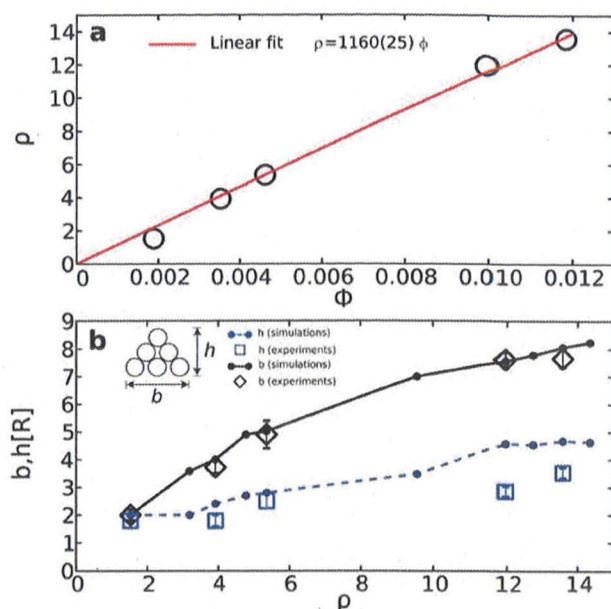 a
Linear fit ρ=1160(25) ϕ
14
12
10
8
6
4
2
0
ρ
0 0.002 0.004 0.006 0.008 0.010 0.012
Φ
b
h
b
h (simulations)
h (experiments)
b (simulations)
b (experiments)
9
8
7
6
5
4
3
2
1
0
b,h[R]
0 2 4 6 8 10 12 14
ρ